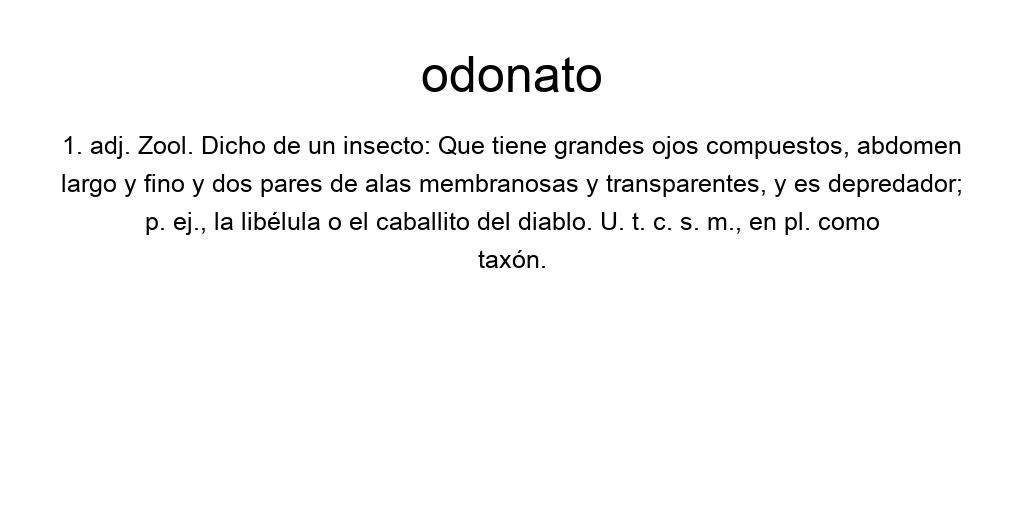 odonato
1. adj. Zool. Dicho de un insecto: Que tiene grandes ojos compuestos, abdomen
largo y fino y dos pares de alas membranosas y transparentes, y es depredador;
p. ej., la libélula o el caballito del diablo. U. t. c. s. m., en pl. como
taxón.